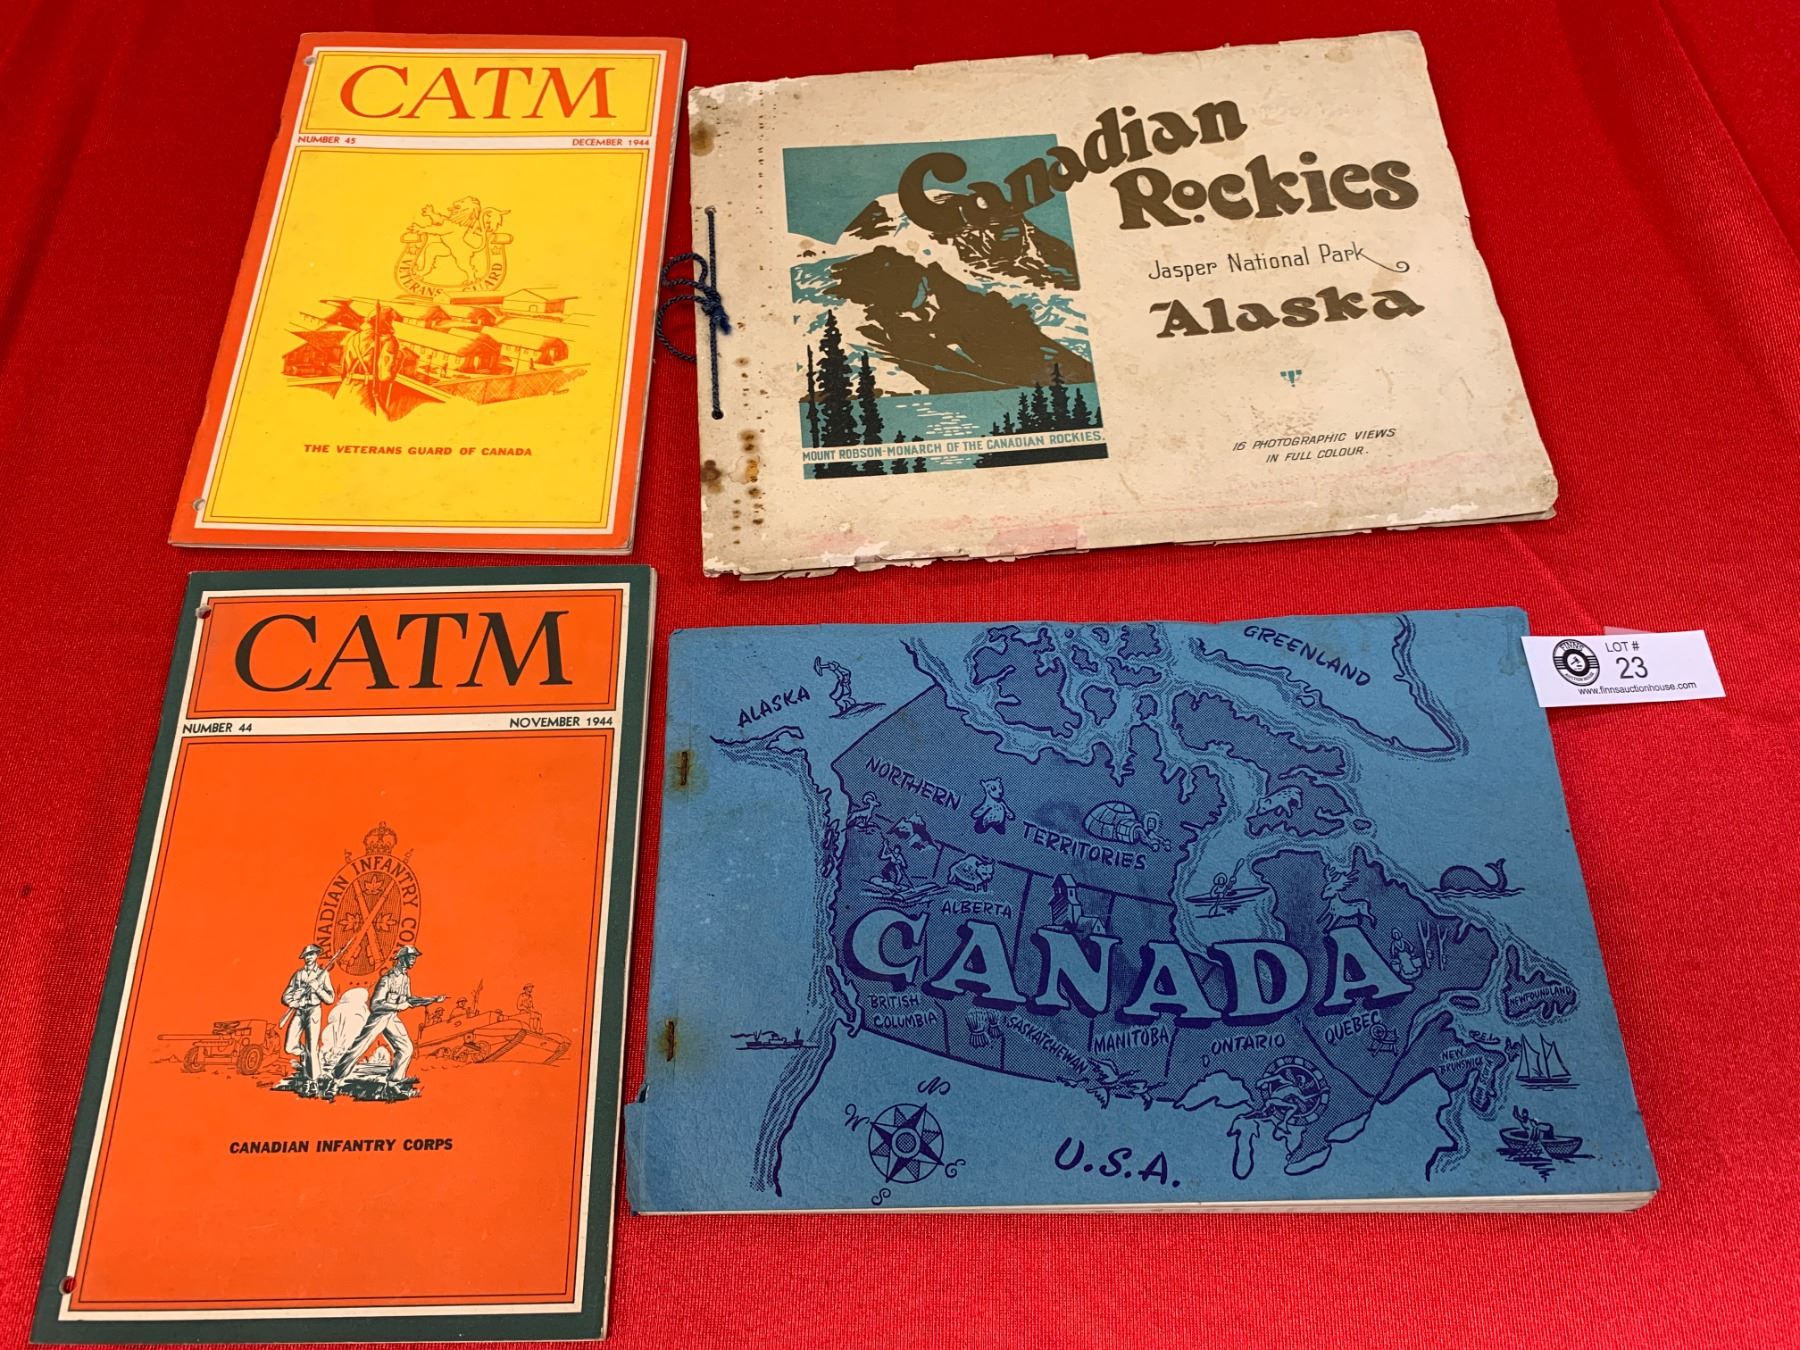 CATM
NUMBER 45 DECEMBER 1944
VETERANS GUARD
THE VETERANS GUARD OF CANADA
Canadian
Rockies
Jasper National Park
Alaska
MOUNT ROBSON-MONARCH OF THE CANADIAN ROCKIES.
16 PHOTOGRAPHIC VIEWS
IN FULL COLOUR.
CATM
NUMBER 44 NOVEMBER 1944
CANADIAN INFANTRY CORPS
GREENLAND
ALASKA
NORTHERN
TERRITORIES
ALBERTA
CANADA
BRITISH
COLUMBIA
SASKATCHEWAN
MANITOBA
ONTARIO
QUEBEC
NEWFOUNDLAND
P.E.I.
NEW
BRUNSWICK
N
W
E
S
U.S.A.
FINNS
AUCTION HOUSE
LOT #
23
www.finnsauctionhouse.com